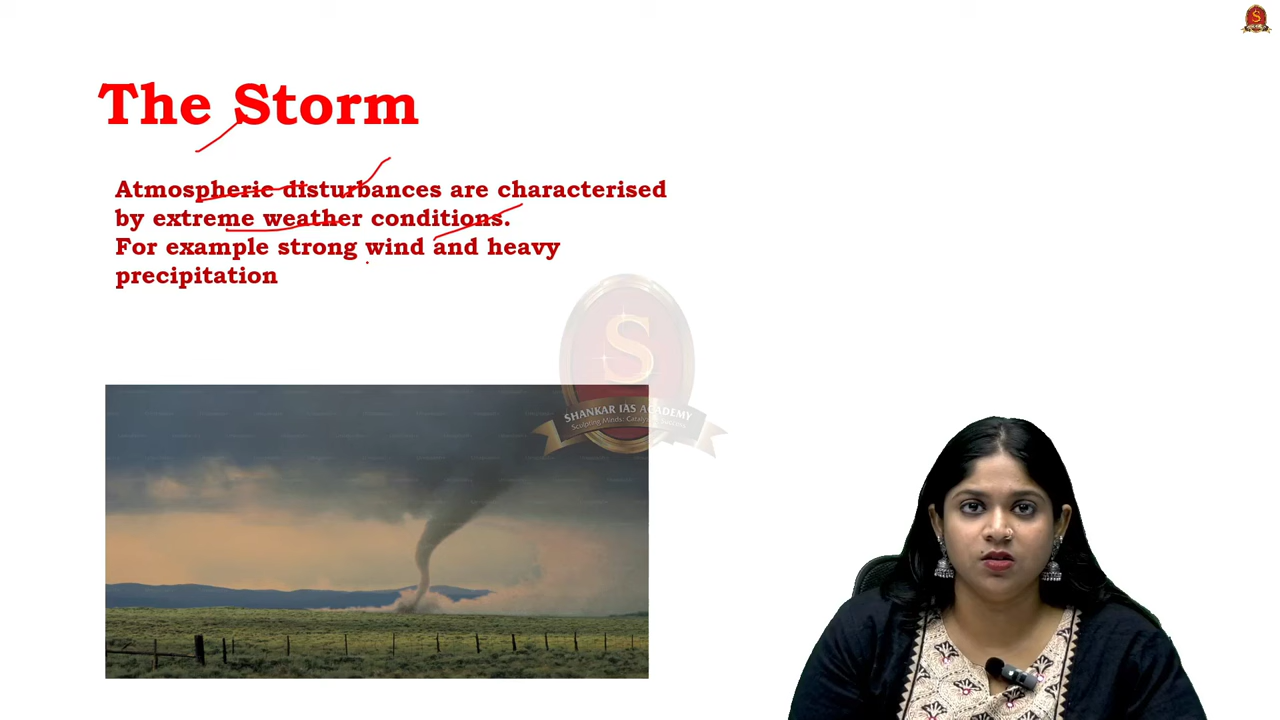 The Storm
Atmospheric disturbances are characterised
by extreme weather conditions.
For example strong wind and heavy
precipitation
S
SHANKAR IAS ACADEMY